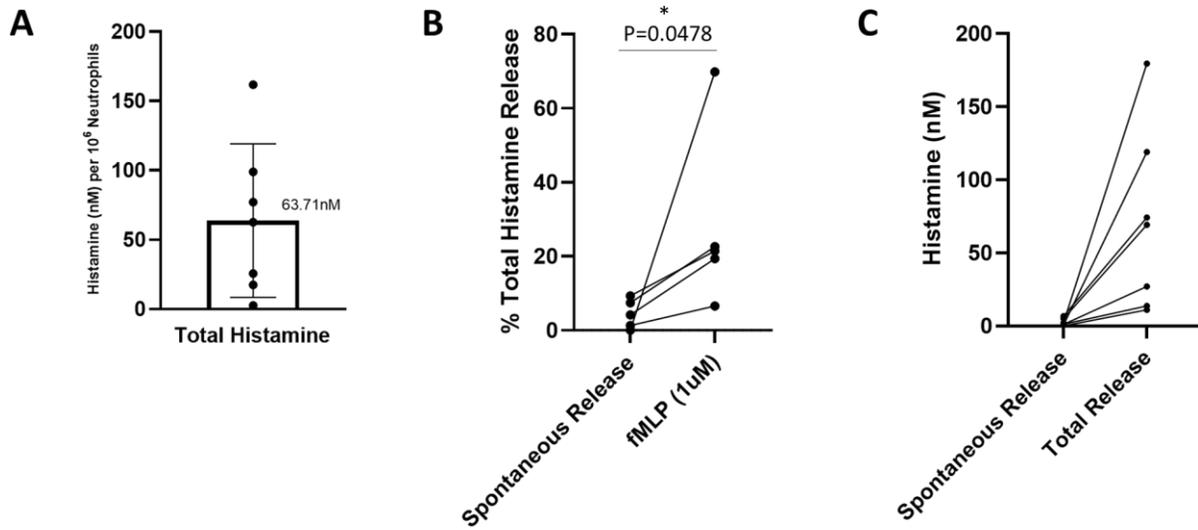 A
Histamine (nM) per 10⁶ Neutrophils
200
150
100
50
0
63.71nM
Total Histamine
B
% Total Histamine Release
80
60
40
20
0
*
P=0.0478
Spontaneous Release
fMLP (1uM)
C
Histamine (nM)
200
150
100
50
0
Spontaneous Release
Total Release